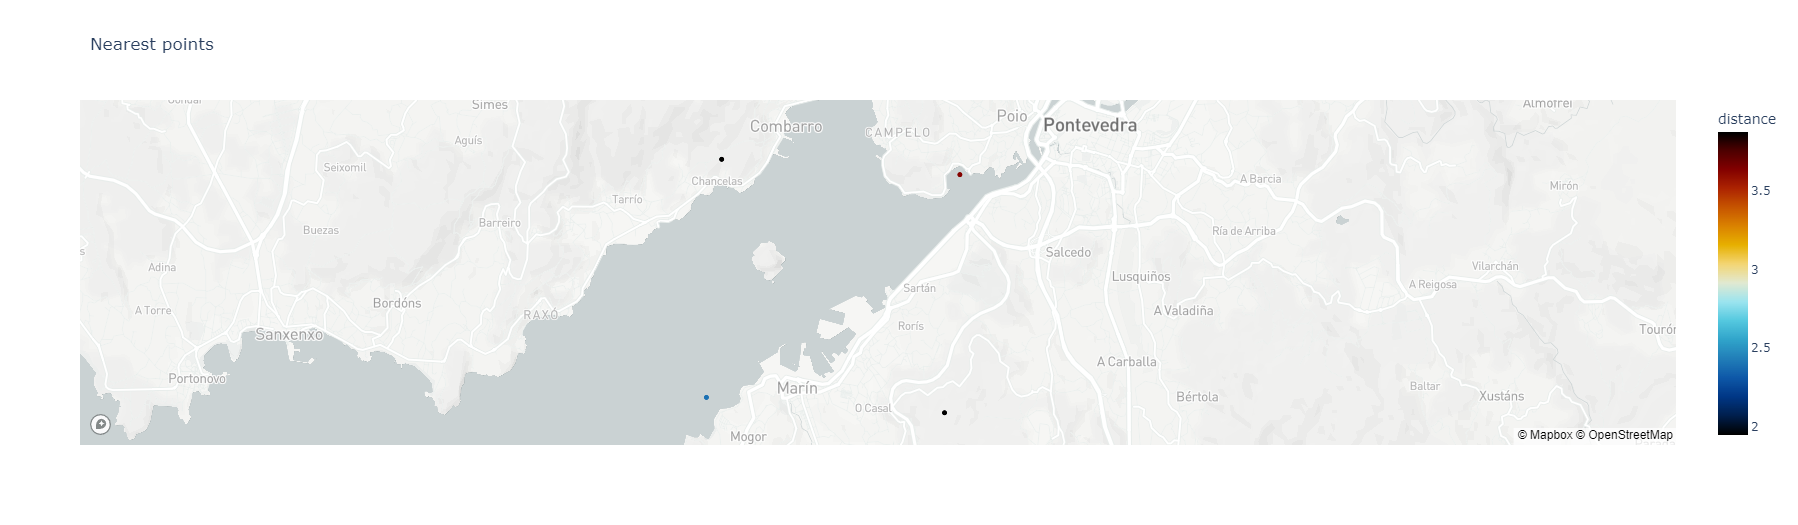 Nearest points
Simes
Combarro
CAMPELO
Poio
Pontevedra
Almofrei
distance
Aguís
Seixomil
Chancelas
A Barcia
Mirón
3.5
Tarrío
Barreiro
Buezas
Ría de Arriba
Salcedo
Adina
Lusquiños
Vilarchán
3
A Reigosa
Sartán
Bordóns
A Torre
RAXÓ
A Valadiña
Rorís
Sanxenxo
2.5
A Carballa
Portonovo
Marín
Baltar
Bértola
Xustáns
O Casal
Mogor
© Mapbox © OpenStreetMap
2